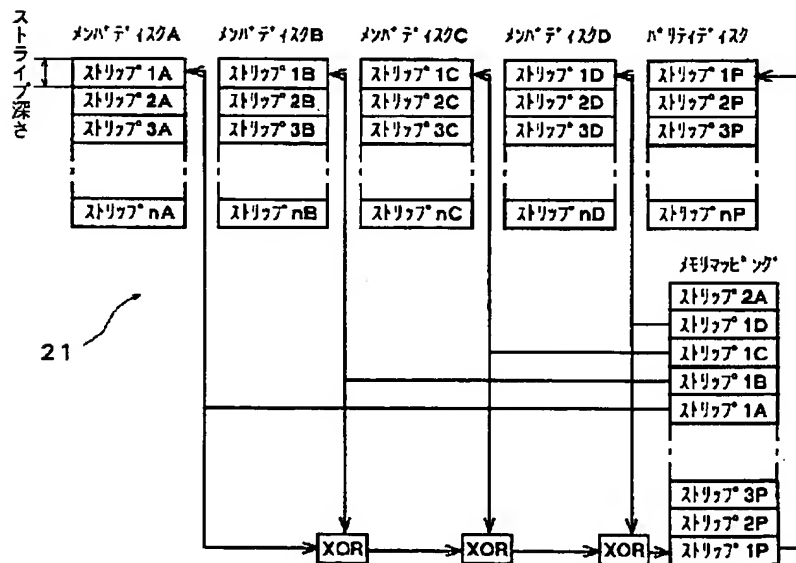 ストライプ深さ
メンバディスクA
ストリップ1A
ストリップ2A
ストリップ3A
ストリップnA
メンバディスクB
ストリップ1B
ストリップ2B
ストリップ3B
ストリップnB
メンバディスクC
ストリップ1C
ストリップ2C
ストリップ3C
ストリップnC
メンバディスクD
ストリップ1D
ストリップ2D
ストリップ3D
ストリップnD
パリティディスク
ストリップ1P
ストリップ2P
ストリップ3P
ストリップnP
21
メモリマッピング
ストリップ2A
ストリップ1D
ストリップ1C
ストリップ1B
ストリップ1A
ストリップ3P
ストリップ2P
ストリップ1P
XOR
XOR
XOR